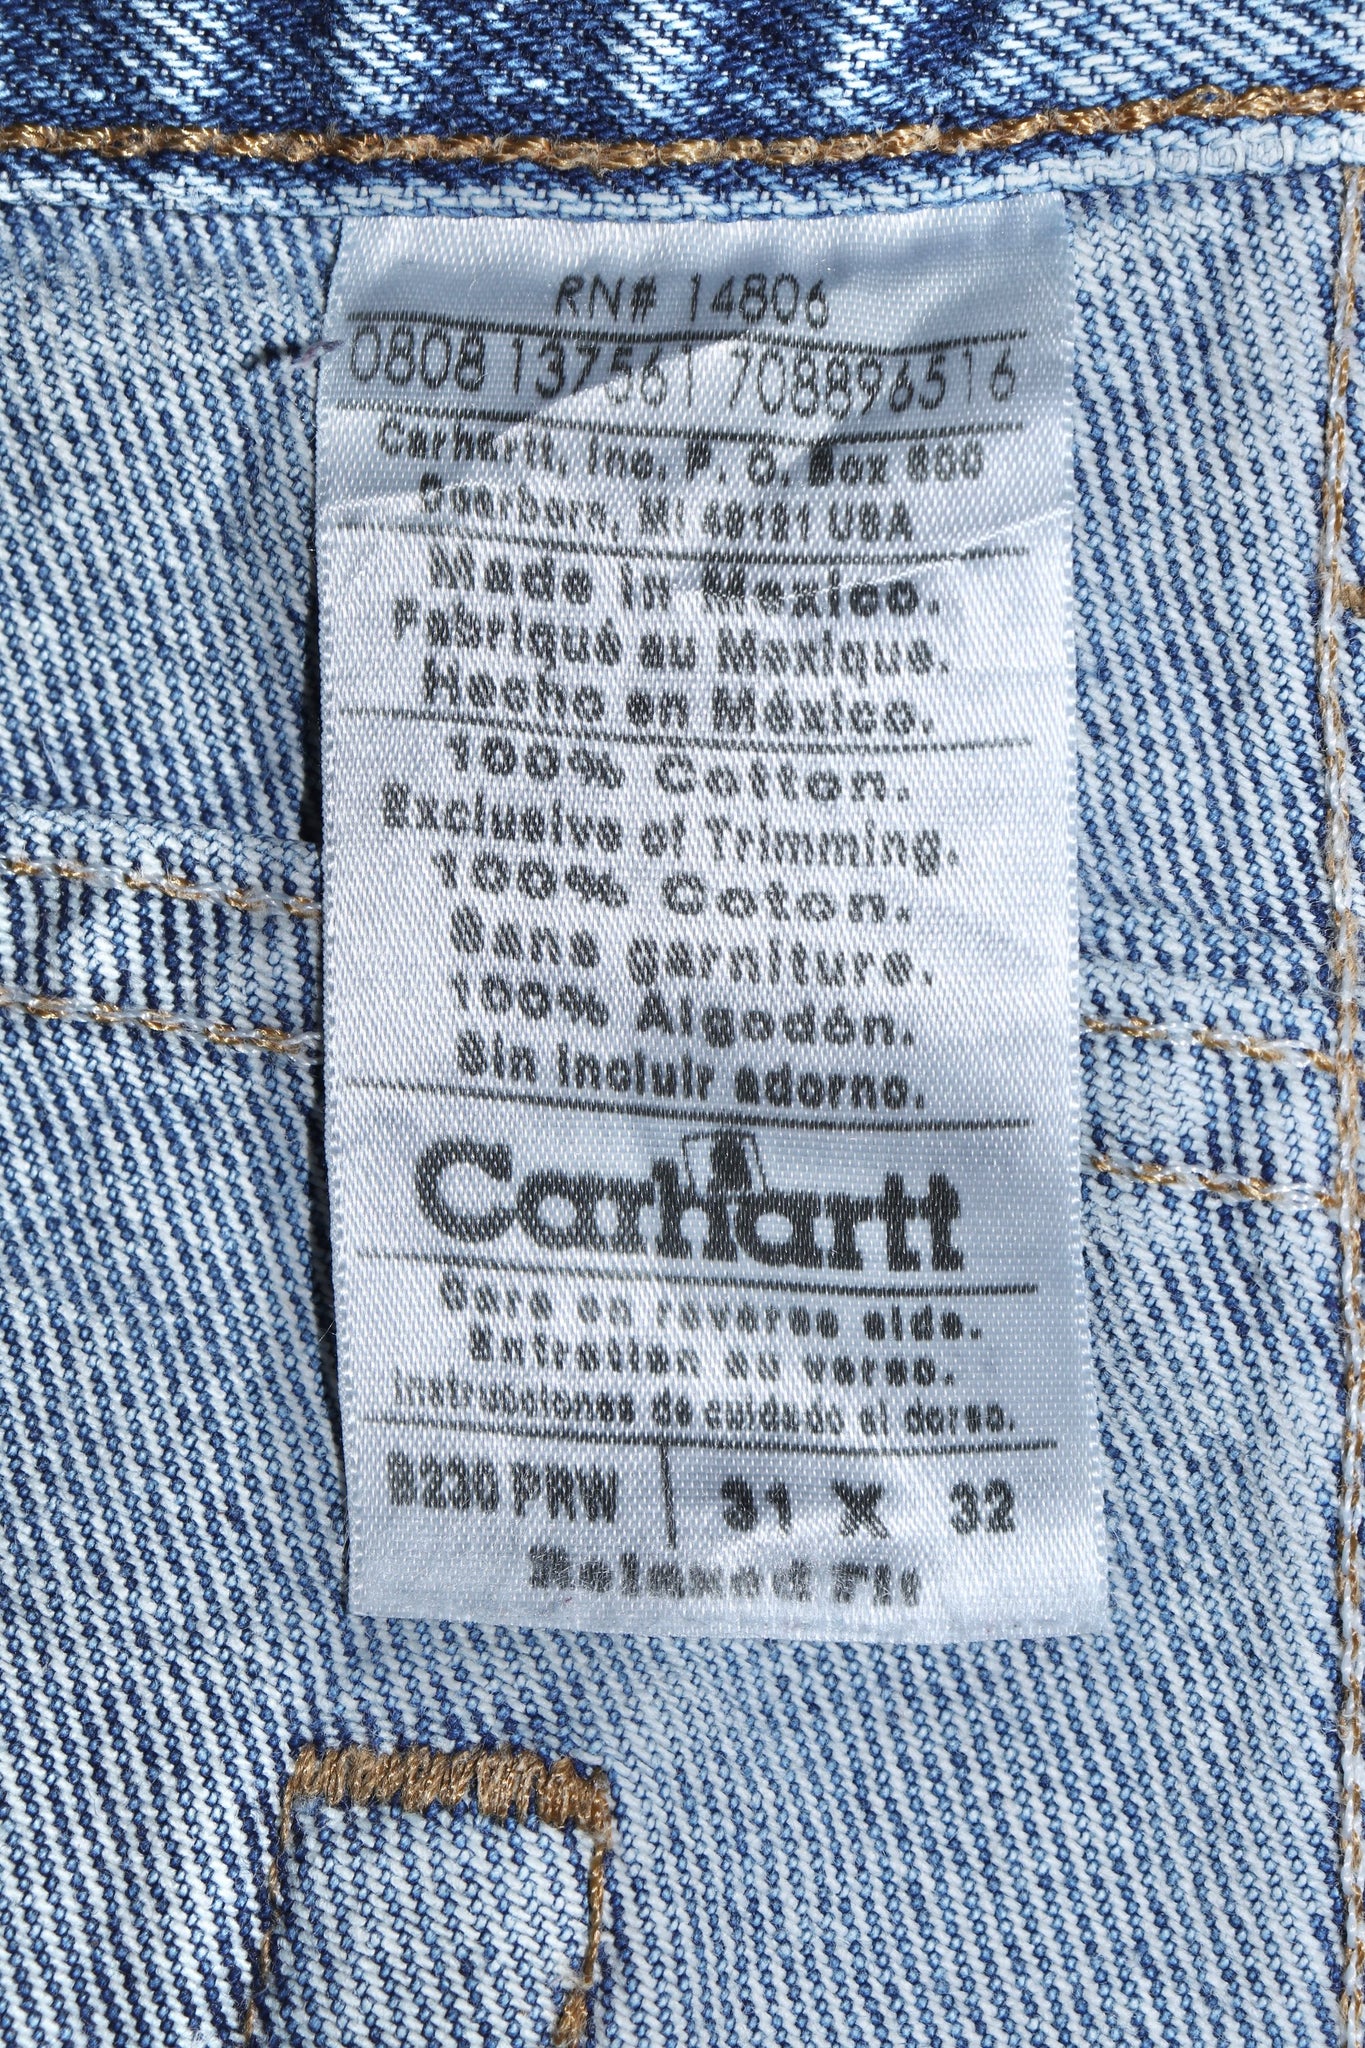 RN# 14806
0808 137561 7088896516
Carhartt, Inc. P. O. Box 600
Dearborn, MI 48121 USA
Made in Mexico.
Fabriqué au Mexique.
Hecho en México.
100% Cotton.
Exclusive of Trimming.
100% Coton.
Sans garniture.
100% Algodón.
Sin incluir adorno.
Carhartt
Care on reverse side.
Entretien au verso.
Instrucciones de cuidado al dorso.
B230 PRW 31 X 32
Relaxed Fit